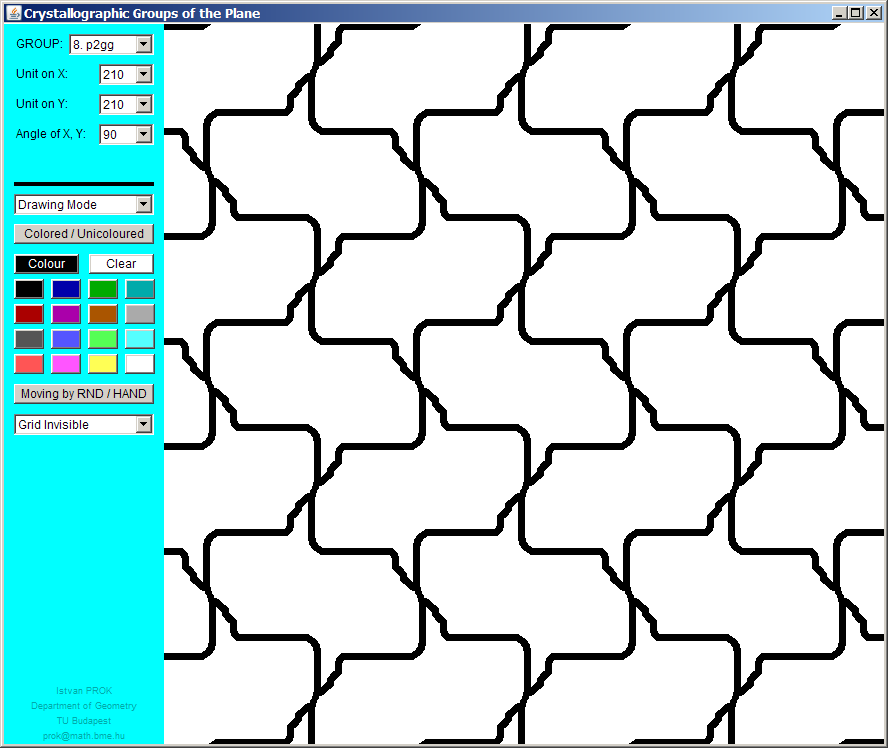 Crystallographic Groups of the Plane
GROUP: 8. p2gg
Unit on X: 210
Unit on Y: 210
Angle of X, Y: 90
Drawing Mode
Colored / Unicoloured
Colour Clear
Moving by RND / HAND
Grid Invisible
Istvan PROK
Department of Geometry
TU Budapest
prok@math.bme.hu